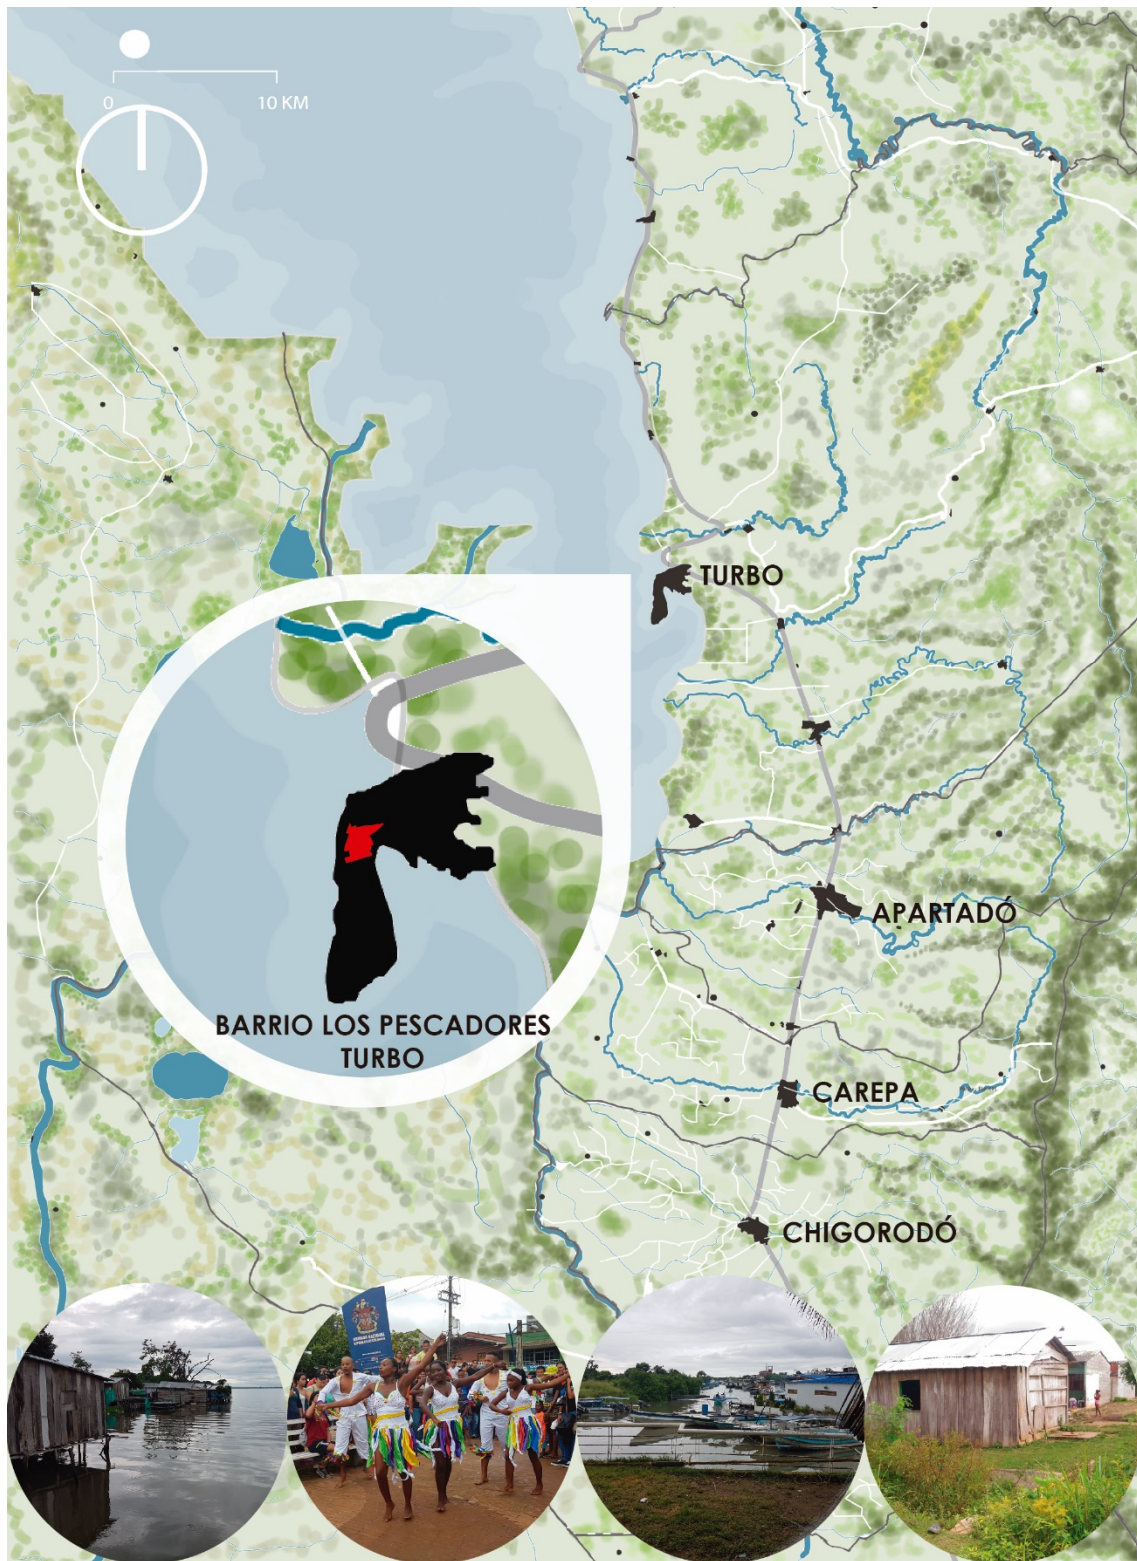 0 10 KM
TURBO
APARTADÓ
BARRIO LOS PESCADORES
TURBO
CAREPA
CHIGORODÓ